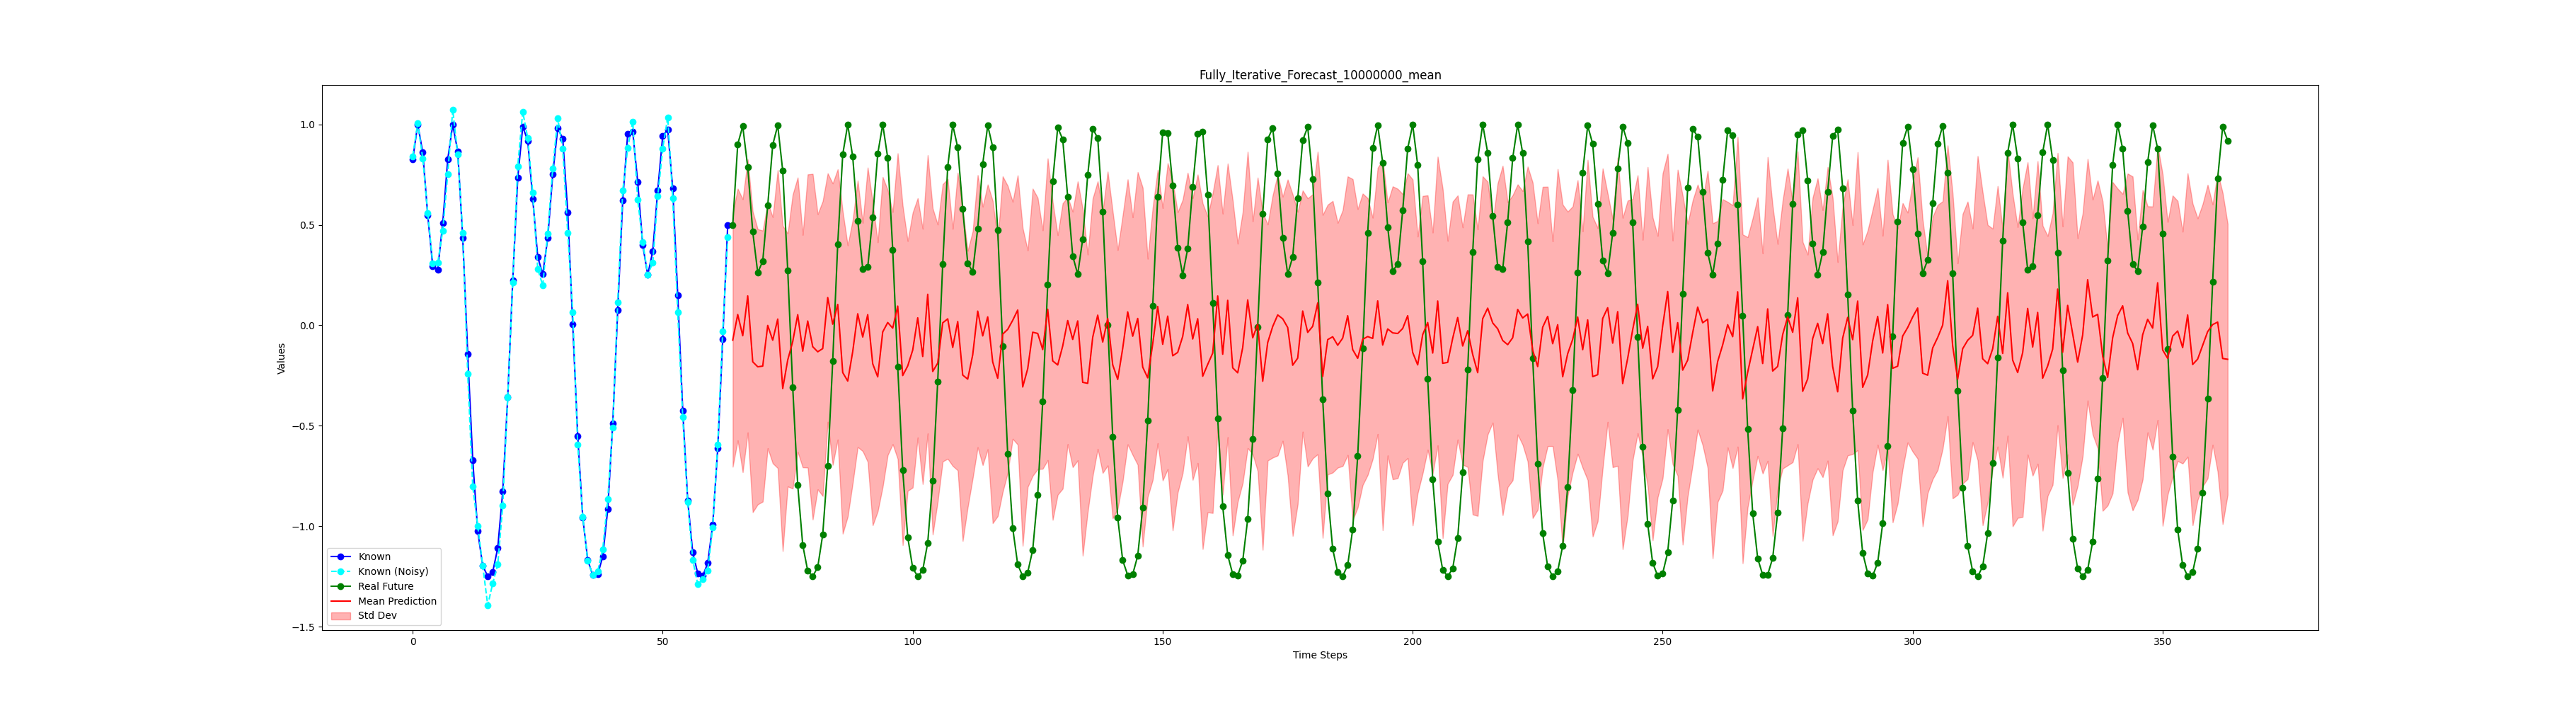 Fully_Iterative_Forecast_10000000_mean
Values
1.0
0.5
0.0
−0.5
−1.0
−1.5
Known
Known (Noisy)
Real Future
Mean Prediction
Std Dev
0 50 100 150 200 250 300 350
Time Steps